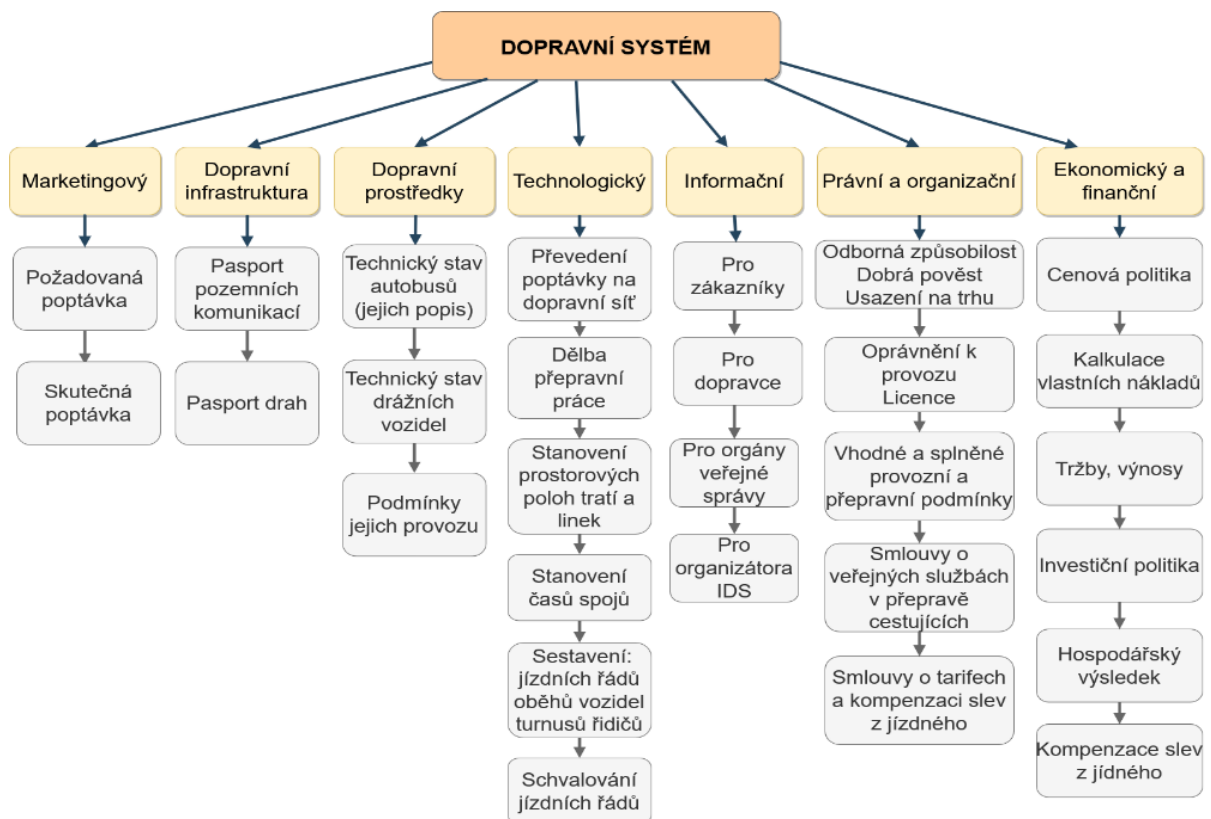 DOPRAVNÍ SYSTÉM
Marketingový
Požadovaná
poptávka
Skutečná
poptávka
Dopravní
infrastruktura
Pasport
pozemních
komunikací
Pasport drah
Dopravní
prostředky
Technický stav
autobusů
(jejich popis)
Technický stav
drážních
vozidel
Podmínky
jejich provozu
Technologický
Převedení
poptávky na
dopravní síť
Dělba
přepravní
práce
Stanovení
prostorových
poloh tratí a
linek
Stanovení
časů spojů
Sestavení:
jízdních řádů
oběhů vozidel
turnusů řidičů
Schvalování
jízdních řádů
Informační
Pro
zákazníky
Pro
dopravce
Pro orgány
veřejné
správy
Pro
organizátora
IDS
Právní a organizační
Odborná způsobilost
Dobrá pověst
Usazení na trhu
Oprávnění k
provozu
Licence
Vhodné a splněné
provozní a
přepravní podmínky
Smlouvy o
veřejných službách
v přepravě
cestujících
Smlouvy o tarifech
a kompenzaci slev
z jízdného
Ekonomický a
finanční
Cenová politika
Kalkulace
vlastních nákladů
Tržby, výnosy
Investiční politika
Hospodářský
výsledek
Kompenzace slev
z jídného